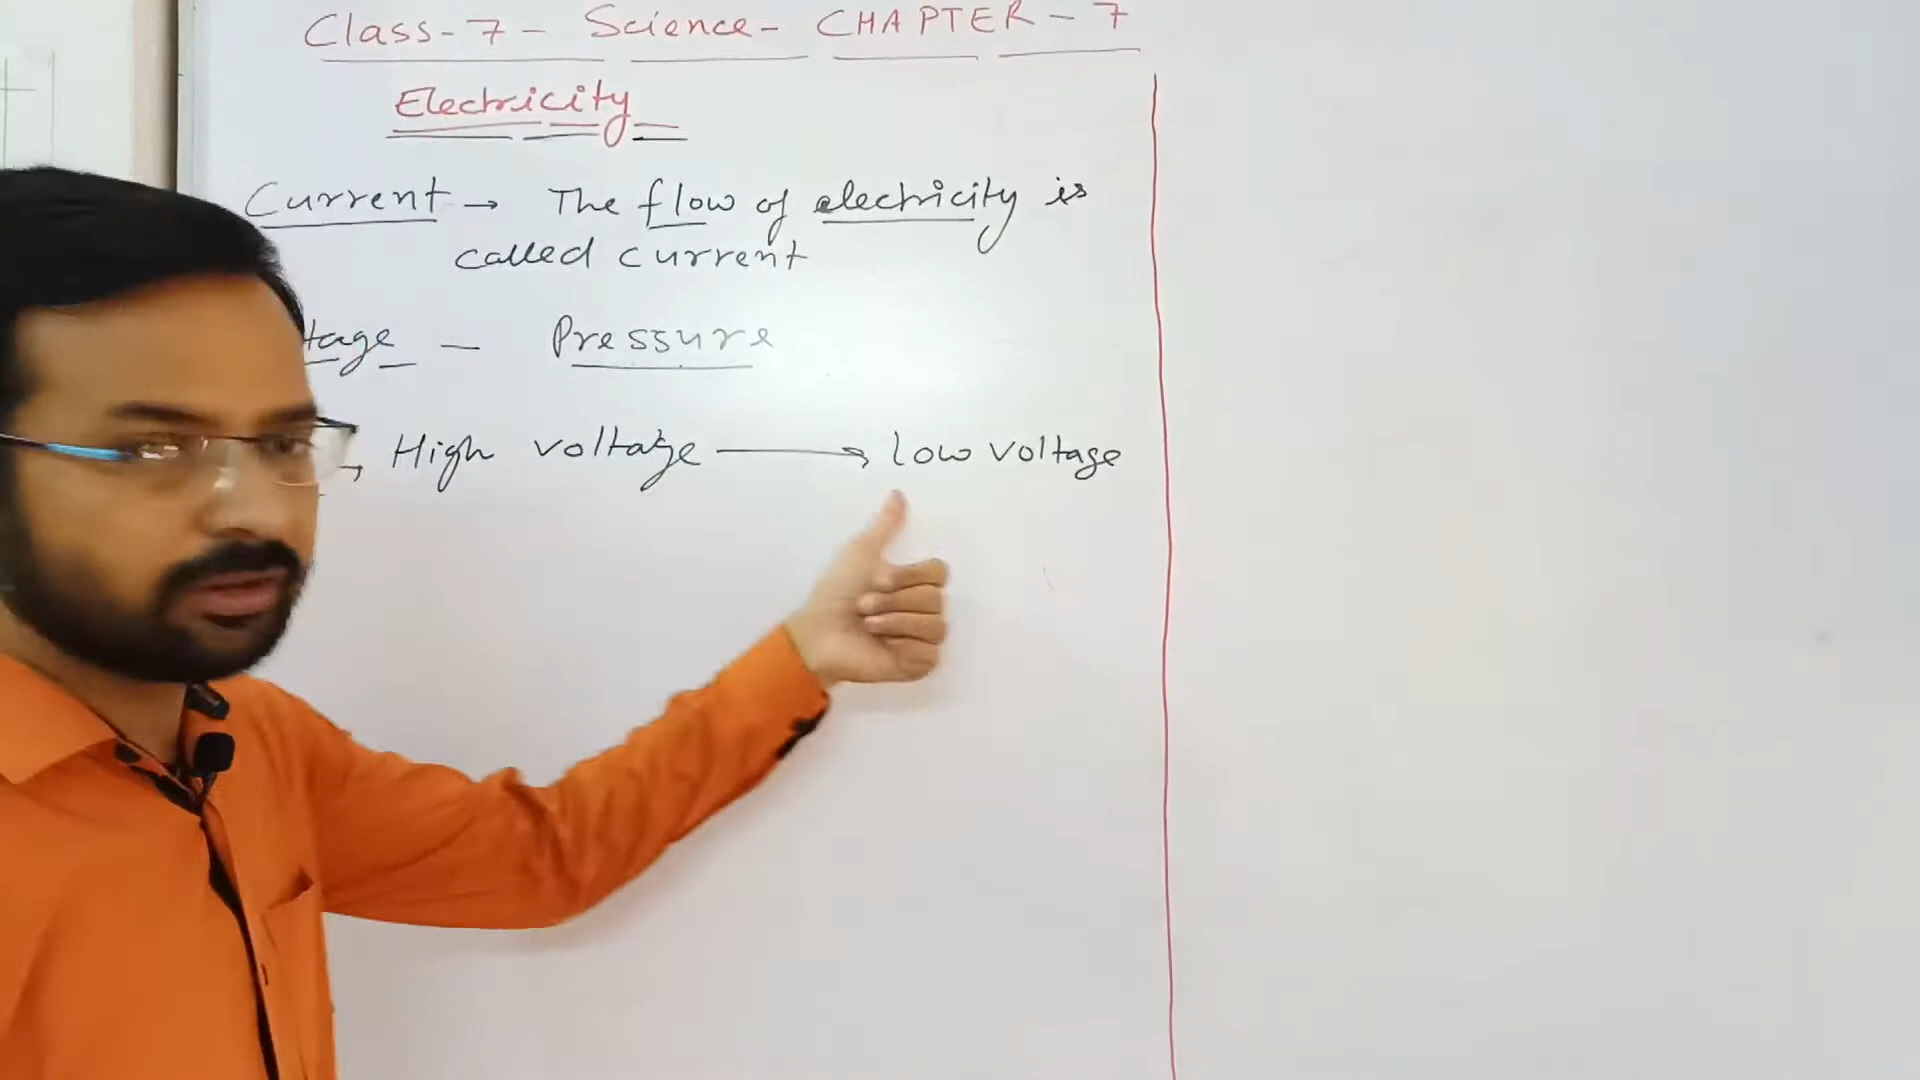 Class-7- Science- CHAPTER-7
Electricity
Current → The flow of electricity is
called current
tage - Pressure
→ High voltage → low voltage